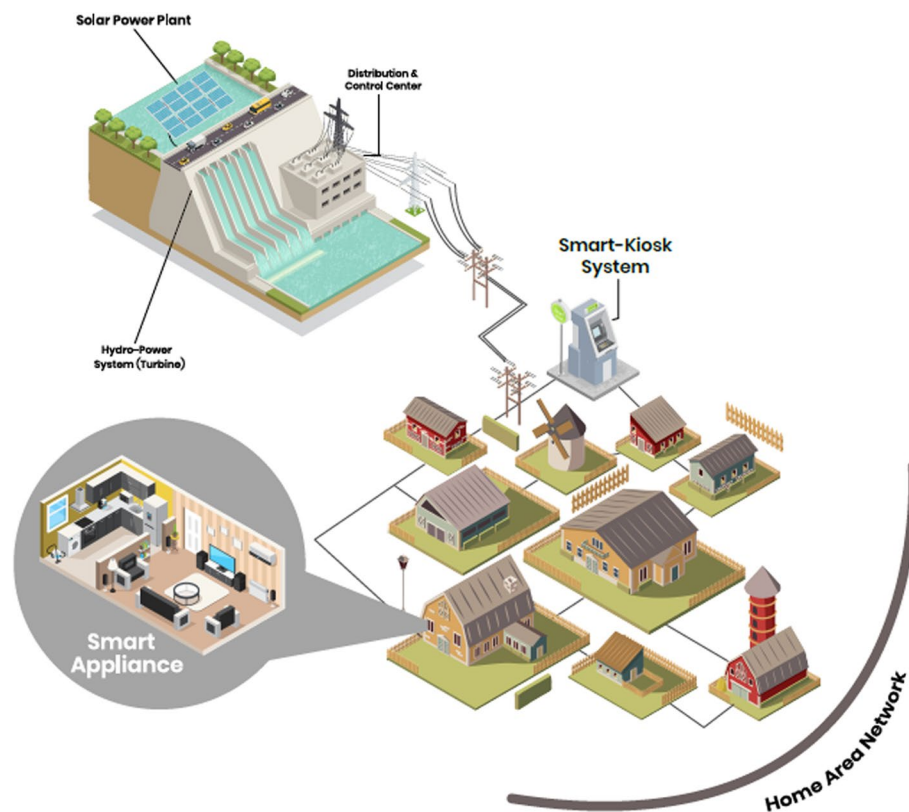 Solar Power Plant
Distribution &
Control Center
Smart-Kiosk
System
Hydro-Power
System (Turbine)
Smart
Appliance
Home Area Network